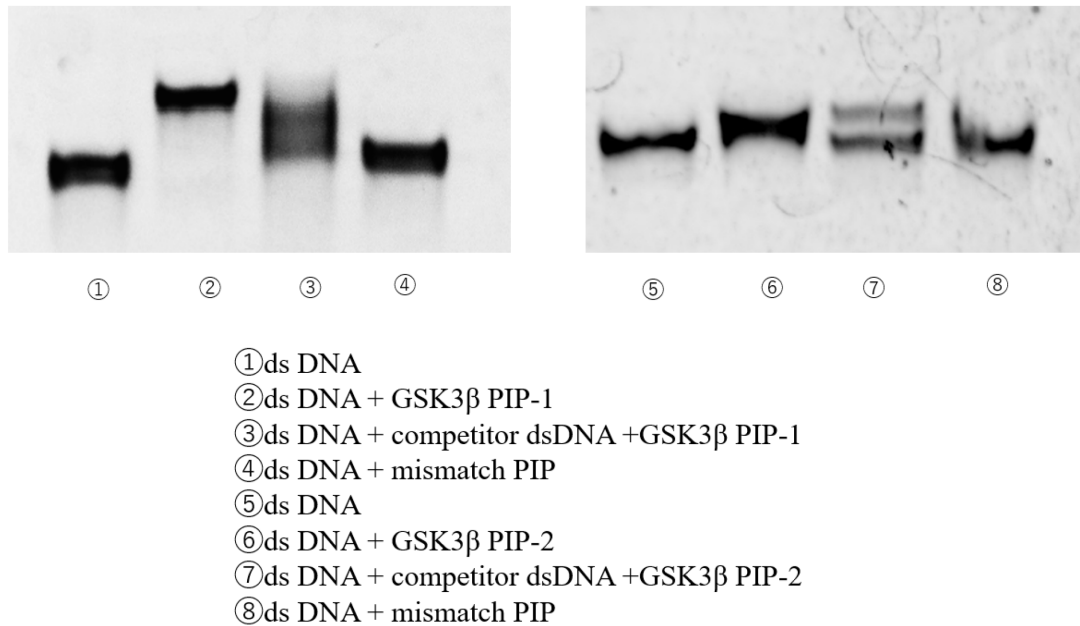 ① ② ③ ④ ⑤ ⑥ ⑦ ⑧
①ds DNA
②ds DNA + GSK3β PIP-1
③ds DNA + competitor dsDNA +GSK3β PIP-1
④ds DNA + mismatch PIP
⑤ds DNA
⑥ds DNA + GSK3β PIP-2
⑦ds DNA + competitor dsDNA +GSK3β PIP-2
⑧ds DNA + mismatch PIP